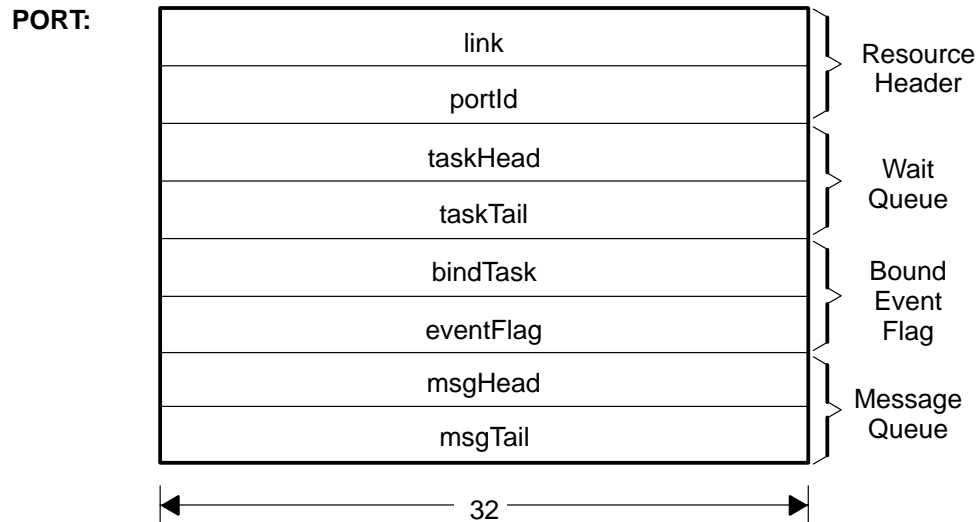 PORT:
link
portId
Resource
Header
taskHead
taskTail
Wait
Queue
bindTask
eventFlag
Bound
Event
Flag
msgHead
msgTail
Message
Queue
32